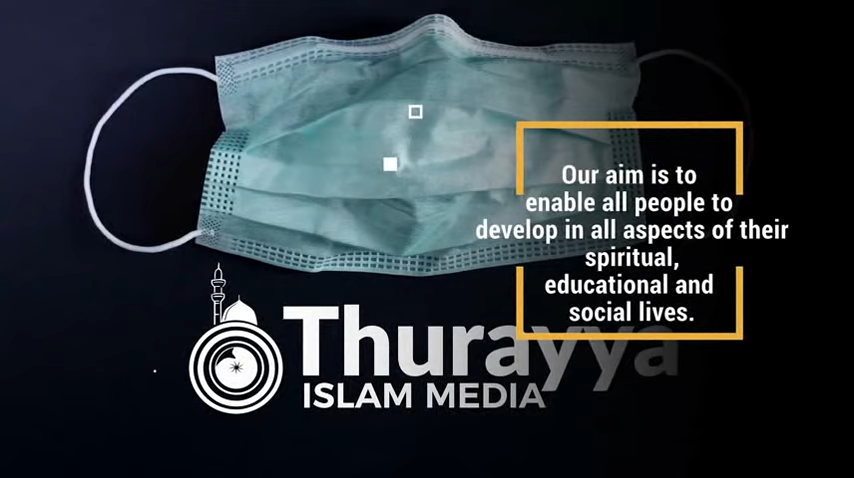 Our aim is to
enable all people to
develop in all aspects of their
spiritual,
educational and
social lives.
Thurayya
ISLAM MEDIA